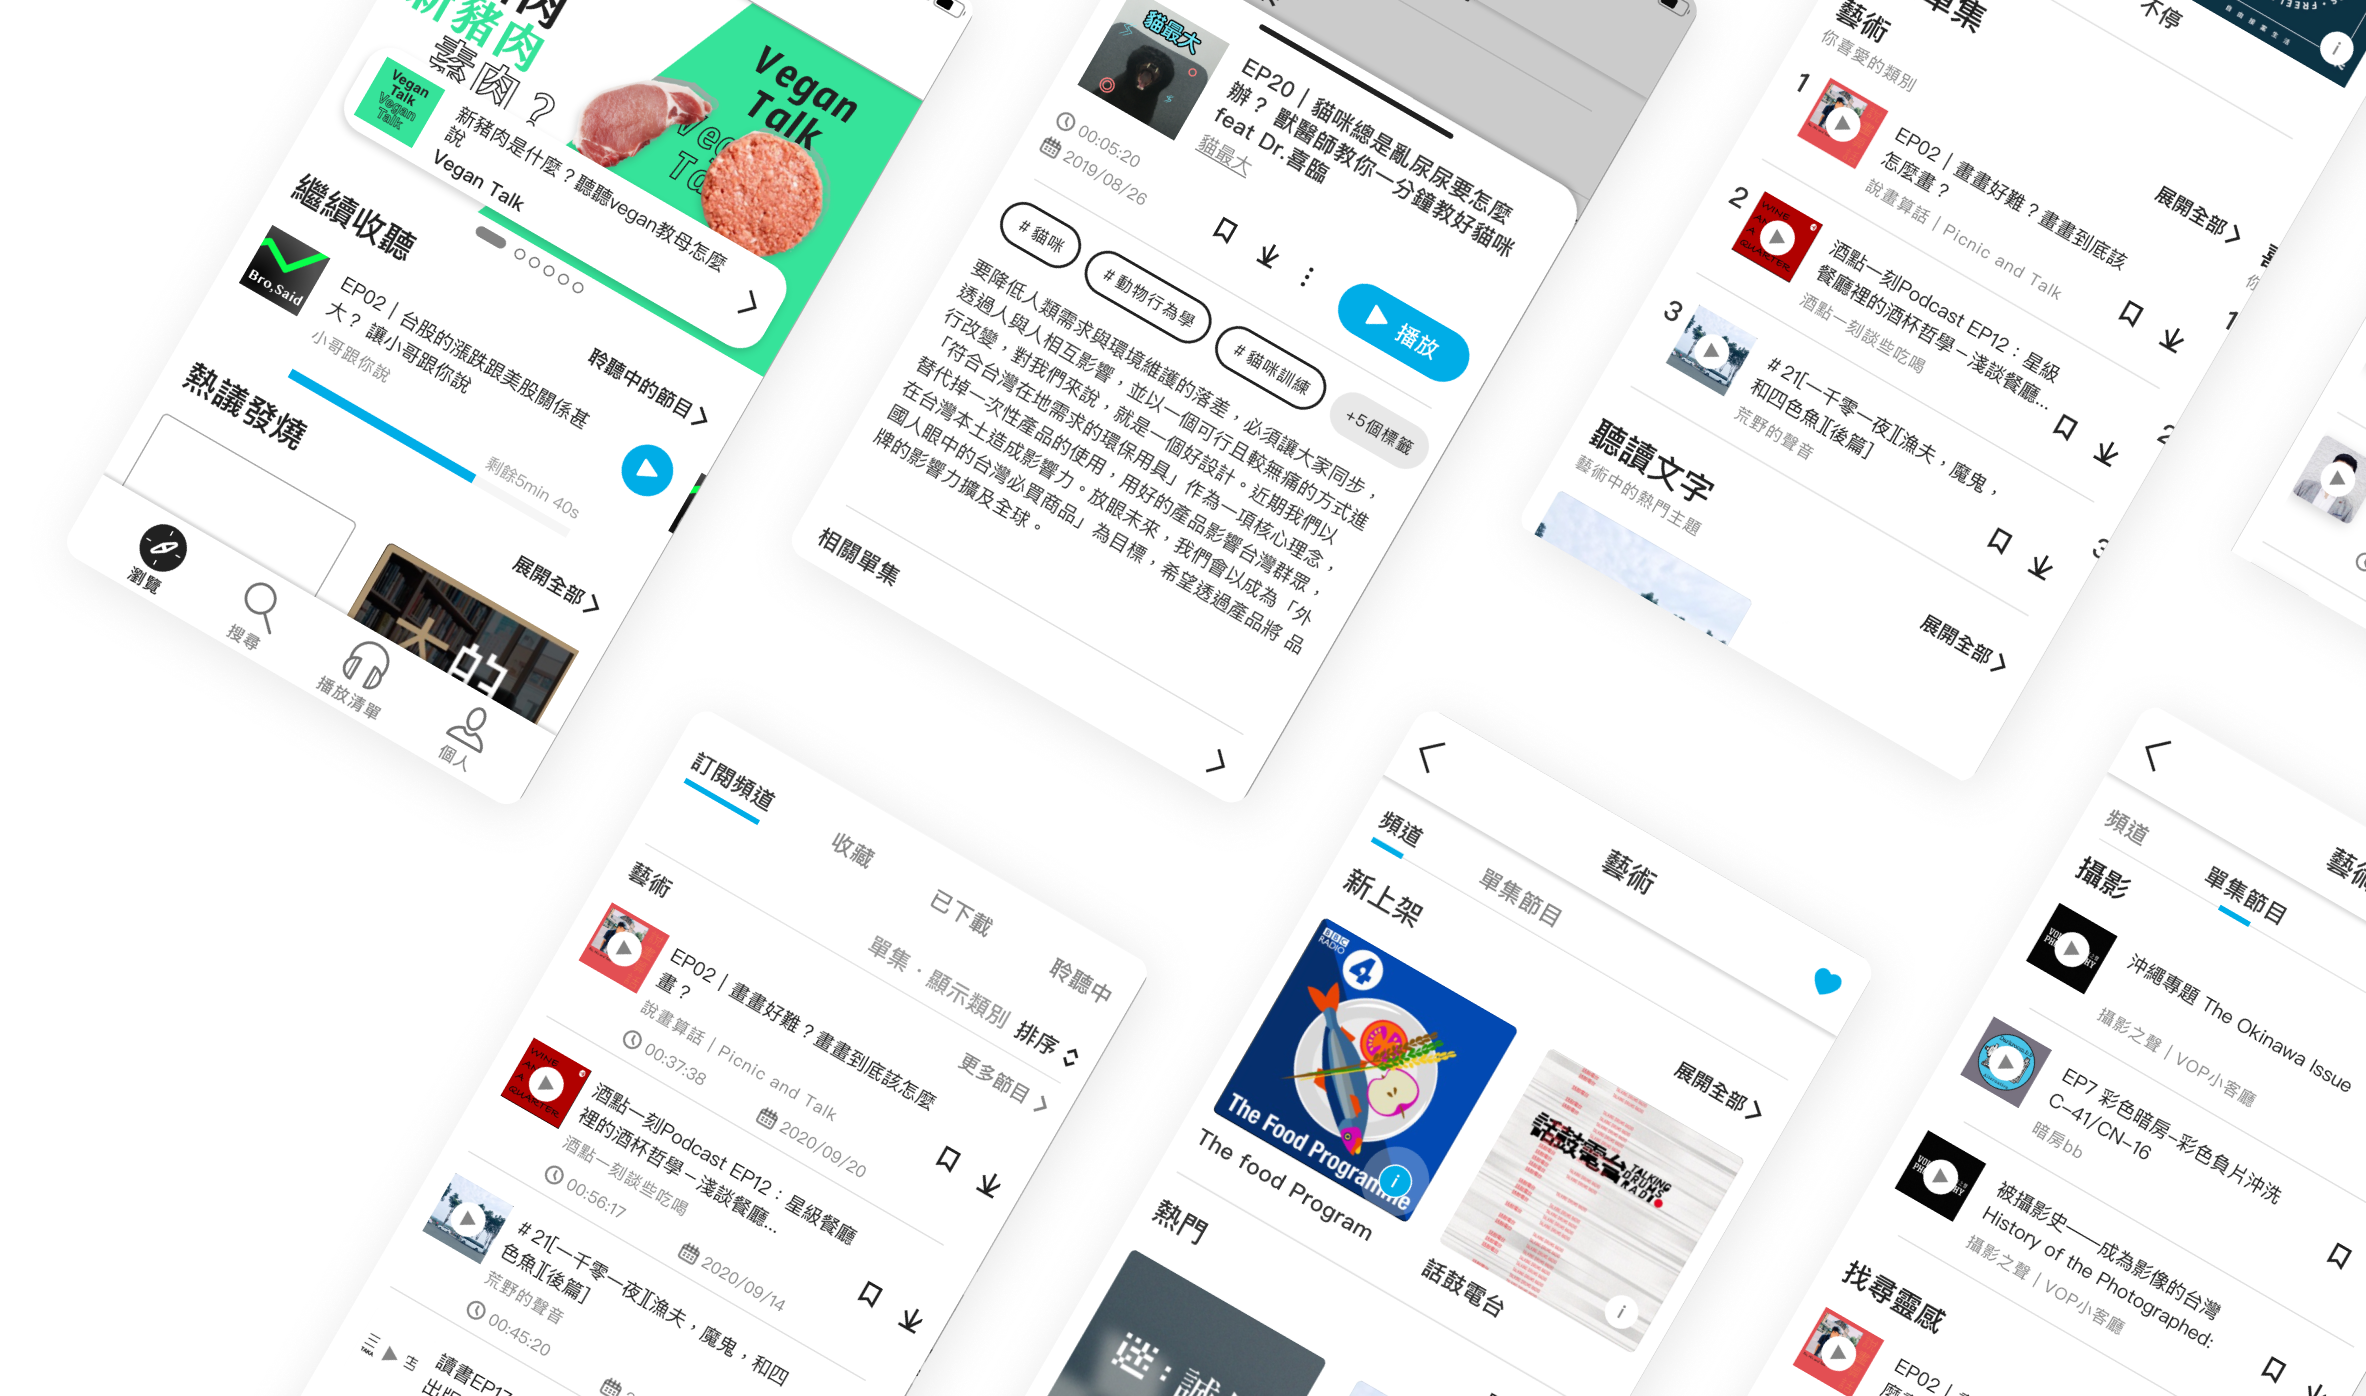 新豬肉
素肉？
Vegan
Talk
Vegan
Talk
Vegan
Talk
新豬肉是什麼？聽聽vegan教母怎麼
說
Vegan Talk
繼續收聽
聆聽中的節目
Bro,Said
EP02｜台股的漲跌跟美股關係甚
大？ 讓小哥跟你說
小哥跟你說
剩餘5min 40s
熱議發燒
展開全部
瀏覽
搜尋
播放清單
個人
貓最大
EP20｜貓咪總是亂尿尿要怎麼
辦？ 獸醫師教你一分鐘教好貓咪
feat Dr.喜臨
貓最大
00:05:20
2019/08/26
播放
#貓咪
#動物行為學
#貓咪訓練
+5個標籤
要降低人類需求與環境維護的落差，必須讓大家同步，
透過人與人相互影響，並以一個可行且較無痛的方式進
行改變，對我們來說，就是一個好設計。近期我們以
「符合台灣在地需求的環保用具」作為一項核心理念，
替代掉一次性產品的使用，用好的產品影響台灣群眾，
在台灣本土造成影響力。放眼未來，我們會以成為「外
國人眼中的台灣必買商品」為目標，希望透過產品將 品
牌的影響力擴及全球。
相關單集
單集
不停
自由接案生活
藝術
你喜愛的類別
展開全部
1
EP02｜畫畫好難？畫畫到底該
怎麼畫？
說畫算話｜Picnic and Talk
2
酒點一刻Podcast EP12：星級
餐廳裡的酒杯哲學－淺談餐廳...
酒點一刻談些吃喝
3
# 21[一千零一夜][漁夫，魔鬼，
和四色魚][後篇]
荒野的聲音
1
2
3
聽讀文字
藝術中的熱門主題
展開全部
訂閱頻道
收藏
已下載
聆聽中
單集・顯示類別
排序
藝術
更多節目
EP02｜畫畫好難？畫畫到底該怎麼
畫？
說畫算話｜Picnic and Talk
00:37:38
2020/09/20
酒點一刻Podcast EP12：星級餐廳
裡的酒杯哲學－淺談餐廳...
酒點一刻談些吃喝
00:56:17
2020/09/14
# 21[一千零一夜][漁夫，魔鬼，和四
色魚][後篇]
荒野的聲音
00:45:20
讀書EP17
出版
藝術
頻道
單集節目
新上架
展開全部
BBC
RADIO
4
The Food Programme
The food Program
話鼓電台
TALKING
DRUMS
RADIO
話鼓電台
熱門
迷：誠
頻道
單集節目
攝影
沖繩專題 The Okinawa Issue
攝影之聲｜VOP小客廳
EP7 彩色暗房-彩色負片沖洗
C-41/CN-16
暗房bb
被攝影史——成為影像的台灣
History of the Photographed:
攝影之聲｜VOP小客廳
找尋靈感
EP02｜畫